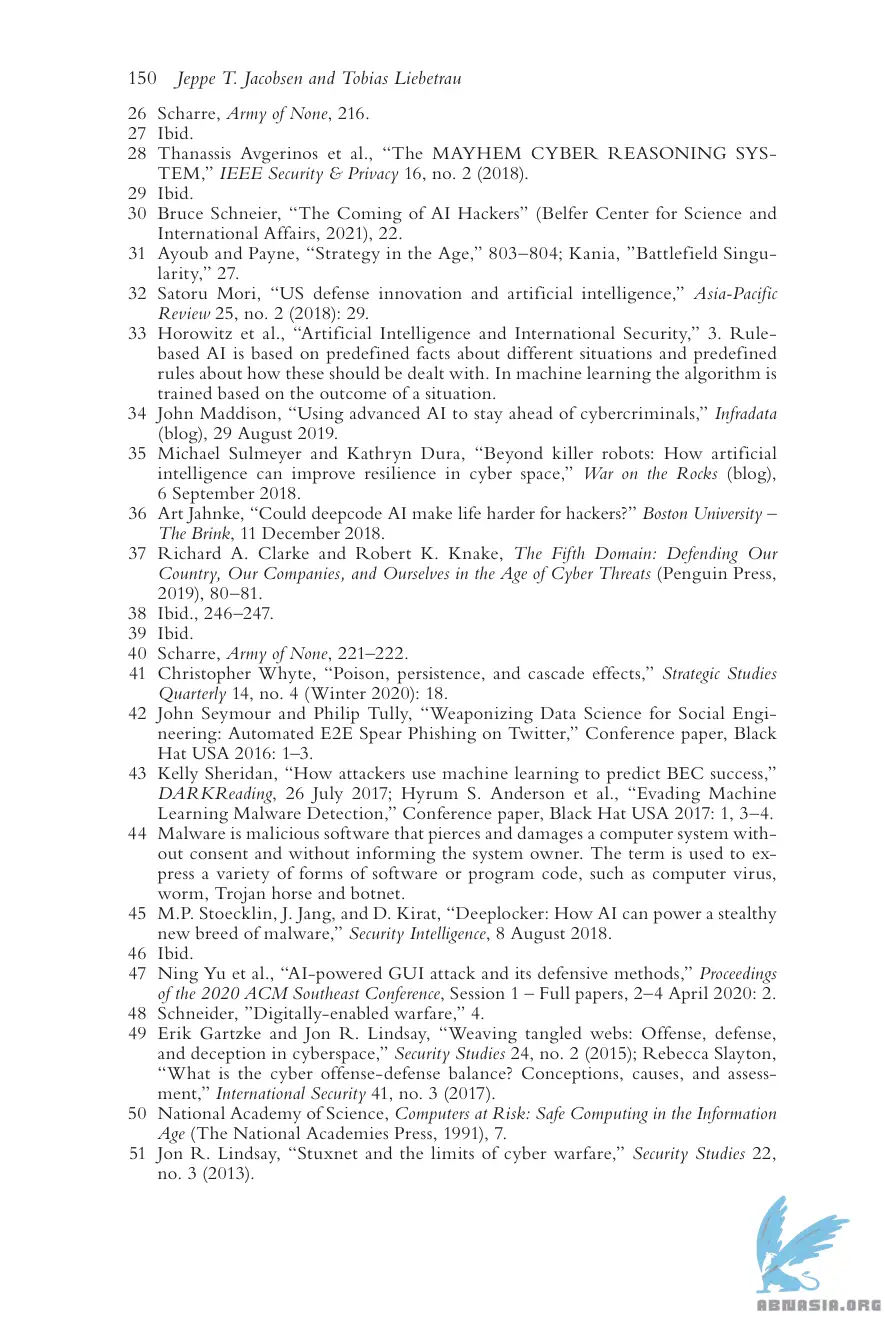 150 Jeppe T. Jacobsen and Tobias Liebetrau
26 Scharre, Army of None, 216.
27 Ibid.
28 Thanassis Avgerinos et al., “The MAYHEM CYBER REASONING SYS-
TEM,” IEEE Security & Privacy 16, no. 2 (2018).
29 Ibid.
30 Bruce Schneier, “The Coming of AI Hackers” (Belfer Center for Science and
International Affairs, 2021), 22.
31 Ayoub and Payne, “Strategy in the Age,” 803–804; Kania, ”Battlefield Singu-
larity,” 27.
32 Satoru Mori, “US defense innovation and artificial intelligence,” Asia-Pacific
Review 25, no. 2 (2018): 29.
33 Horowitz et al., “Artificial Intelligence and International Security,” 3. Rule-
based AI is based on predefined facts about different situations and predefined
rules about how these should be dealt with. In machine learning the algorithm is
trained based on the outcome of a situation.
34 John Maddison, “Using advanced AI to stay ahead of cybercriminals,” Infradata
(blog), 29 August 2019.
35 Michael Sulmeyer and Kathryn Dura, “Beyond killer robots: How artificial
intelligence can improve resilience in cyber space,” War on the Rocks (blog),
6 September 2018.
36 Art Jahnke, “Could deepcode AI make life harder for hackers?” Boston University –
The Brink, 11 December 2018.
37 Richard A. Clarke and Robert K. Knake, The Fifth Domain: Defending Our
Country, Our Companies, and Ourselves in the Age of Cyber Threats (Penguin Press,
2019), 80–81.
38 Ibid., 246–247.
39 Ibid.
40 Scharre, Army of None, 221–222.
41 Christopher Whyte, “Poison, persistence, and cascade effects,” Strategic Studies
Quarterly 14, no. 4 (Winter 2020): 18.
42 John Seymour and Philip Tully, “Weaponizing Data Science for Social Engi-
neering: Automated E2E Spear Phishing on Twitter,” Conference paper, Black
Hat USA 2016: 1–3.
43 Kelly Sheridan, “How attackers use machine learning to predict BEC success,”
DARKReading, 26 July 2017; Hyrum S. Anderson et al., “Evading Machine
Learning Malware Detection,” Conference paper, Black Hat USA 2017: 1, 3–4.
44 Malware is malicious software that pierces and damages a computer system with-
out consent and without informing the system owner. The term is used to ex-
press a variety of forms of software or program code, such as computer virus,
worm, Trojan horse and botnet.
45 M.P. Stoecklin, J. Jang, and D. Kirat, “Deeplocker: How AI can power a stealthy
new breed of malware,” Security Intelligence, 8 August 2018.
46 Ibid.
47 Ning Yu et al., “AI-powered GUI attack and its defensive methods,” Proceedings
of the 2020 ACM Southeast Conference, Session 1 – Full papers, 2–4 April 2020: 2.
48 Schneider, ”Digitally-enabled warfare,” 4.
49 Erik Gartzke and Jon R. Lindsay, “Weaving tangled webs: Offense, defense,
and deception in cyberspace,” Security Studies 24, no. 2 (2015); Rebecca Slayton,
“What is the cyber offense-defense balance? Conceptions, causes, and assess-
ment,” International Security 41, no. 3 (2017).
50 National Academy of Science, Computers at Risk: Safe Computing in the Information
Age (The National Academies Press, 1991), 7.
51 Jon R. Lindsay, “Stuxnet and the limits of cyber warfare,” Security Studies 22,
no. 3 (2013).
ABNASIA.ORG